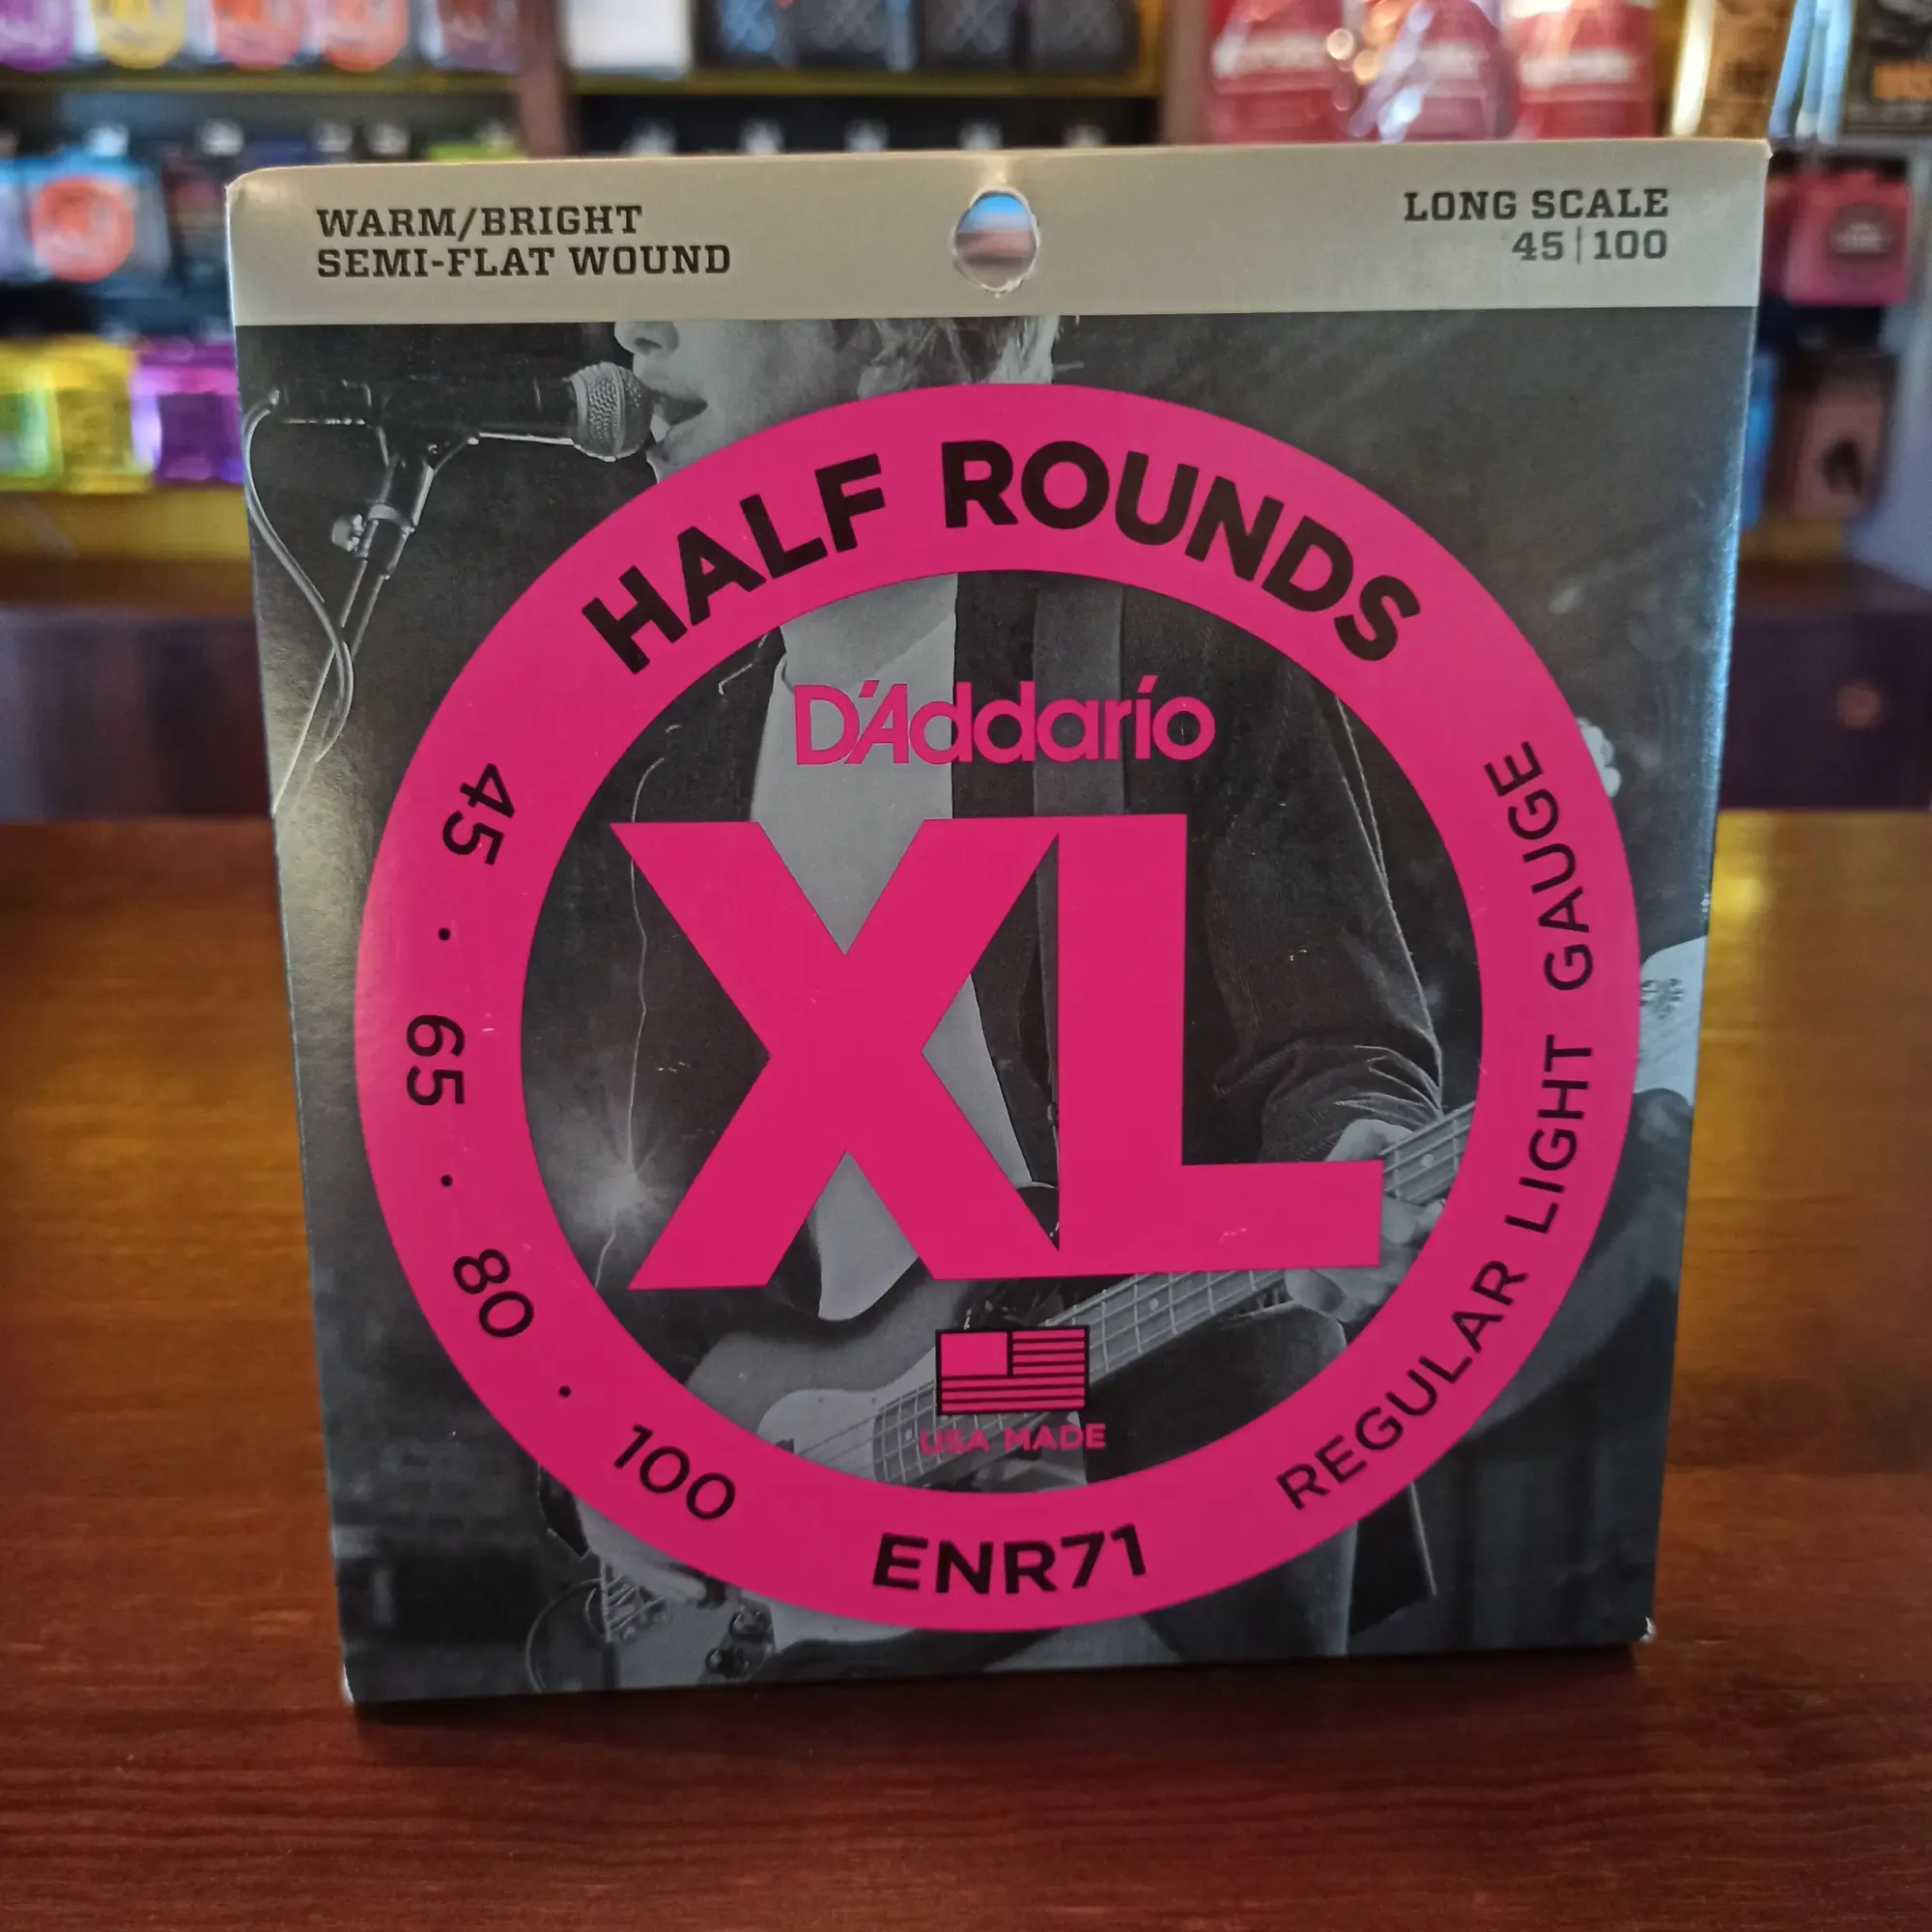 WARM/BRIGHT
SEMI-FLAT WOUND
LONG SCALE
45|100
HALF ROUNDS
D'Addario
XL
45 · 65 · 80 · 100
REGULAR LIGHT GAUGE
USA MADE
ENR71